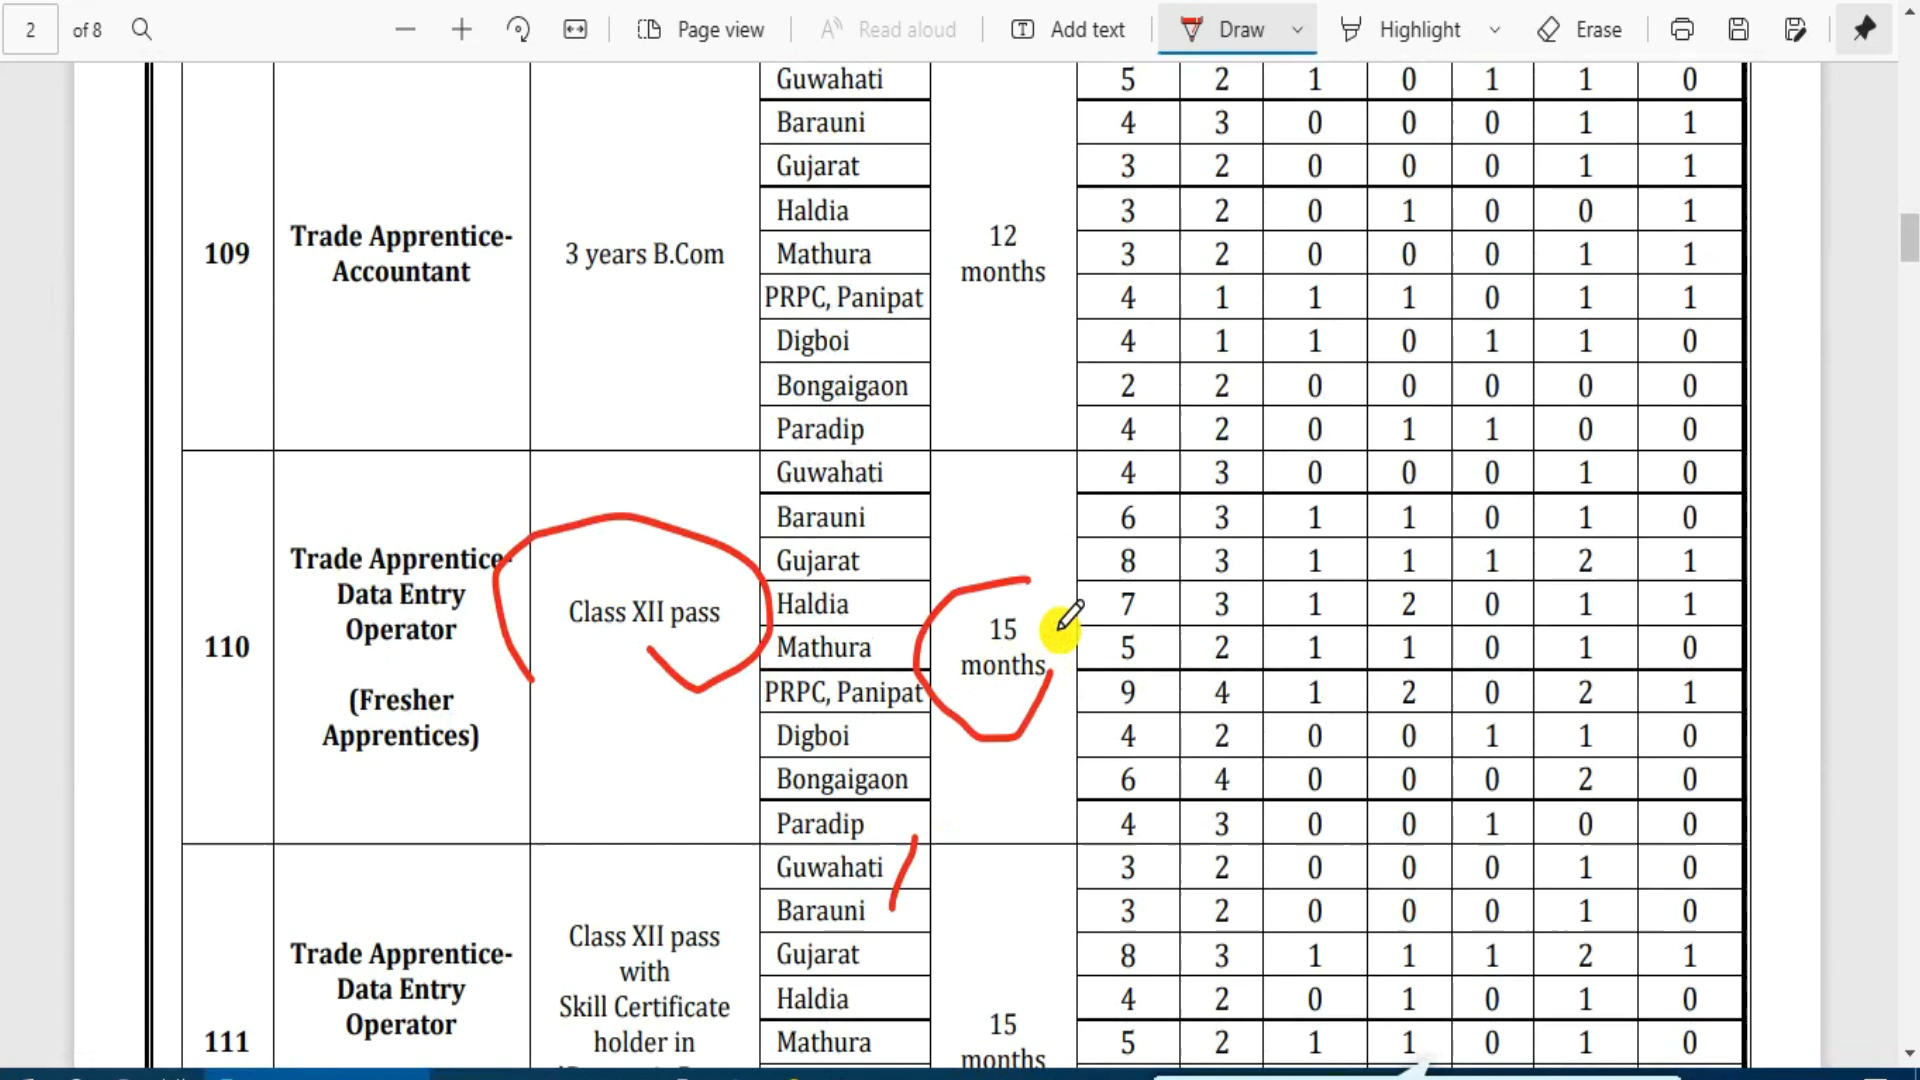 2 of 8 Page view Read aloud Add text Draw Highlight Erase
Guwahati 5 2 1 0 1 1 0
Barauni 4 3 0 0 0 1 1
Gujarat 3 2 0 0 0 1 1
Haldia 3 2 0 1 0 0 1
109 Trade Apprentice-
Accountant 3 years B.Com Mathura 12
months 3 2 0 0 0 1 1
PRPC, Panipat 4 1 1 1 0 1 1
Digboi 4 1 1 0 1 1 0
Bongaigaon 2 2 0 0 0 0 0
Paradip 4 2 0 1 1 0 0
Guwahati 4 3 0 0 0 1 0
Barauni 6 3 1 1 0 1 0
Gujarat 8 3 1 1 1 2 1
Haldia 7 3 1 2 0 1 1
110 Trade Apprentice-
Data Entry
Operator
(Fresher
Apprentices) Class XII pass Mathura 15
months 5 2 1 1 0 1 0
PRPC, Panipat 9 4 1 2 0 2 1
Digboi 4 2 0 0 1 1 0
Bongaigaon 6 4 0 0 0 2 0
Paradip 4 3 0 0 1 0 0
Guwahati 3 2 0 0 0 1 0
Barauni 3 2 0 0 0 1 0
Gujarat 8 3 1 1 1 2 1
Haldia 4 2 0 1 0 1 0
111 Trade Apprentice-
Data Entry
Operator Class XII pass
with
Skill Certificate
holder in Mathura 15
months 5 2 1 1 0 1 0